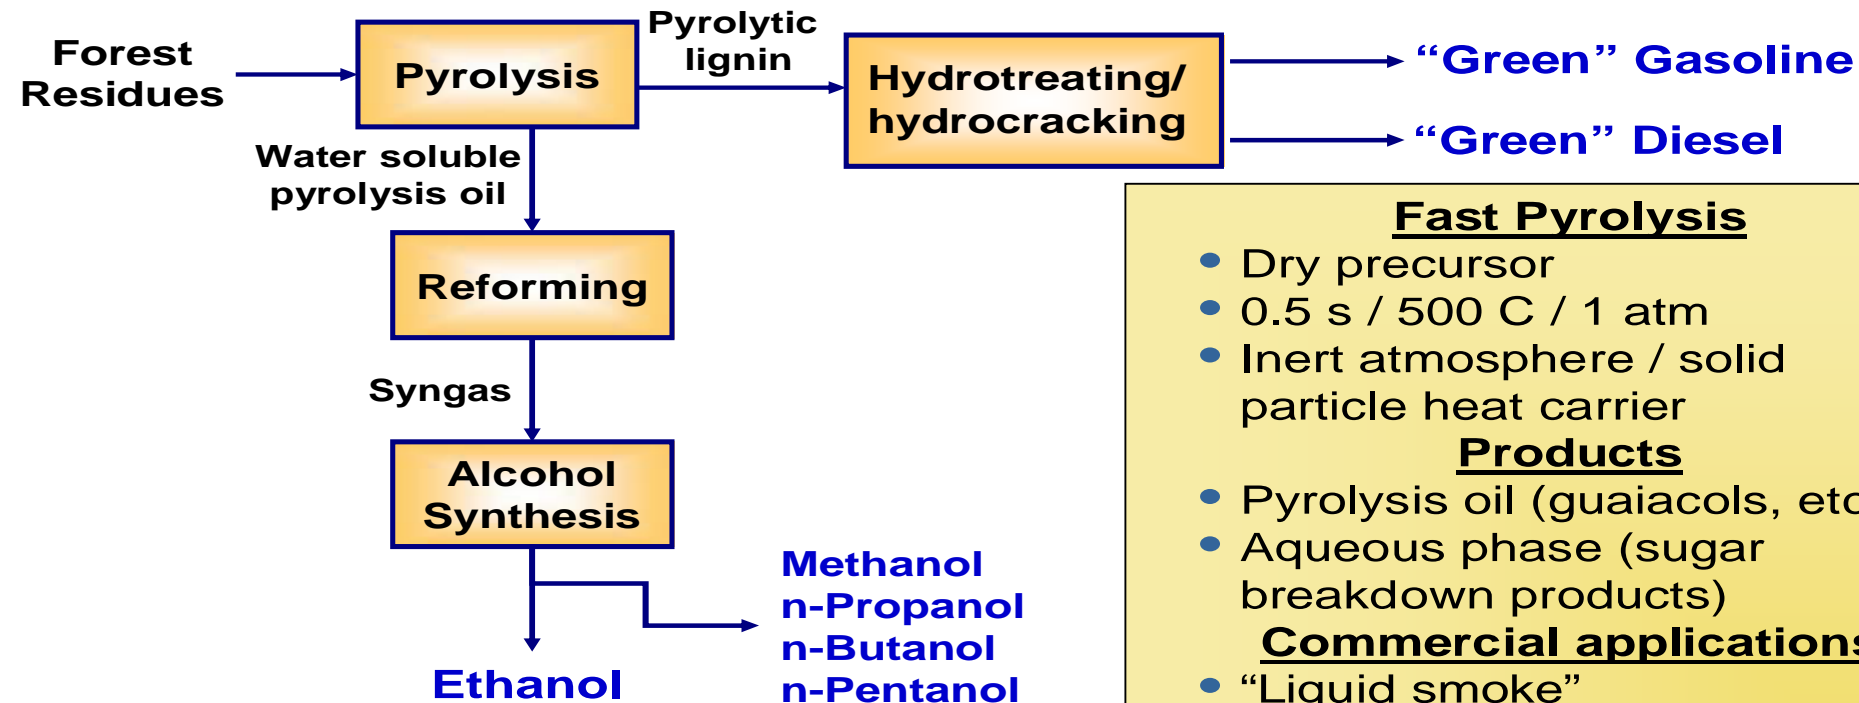 Forest
Residues
Pyrolysis
Pyrolytic
lignin
Hydrotreating/
hydrocracking
“Green” Gasoline
“Green” Diesel
Water soluble
pyrolysis oil
Reforming
Syngas
Alcohol
Synthesis
Ethanol
Methanol
n-Propanol
n-Butanol
n-Pentanol
Fast Pyrolysis
• Dry precursor
• 0.5 s / 500 C / 1 atm
• Inert atmosphere / solid
particle heat carrier
Products
• Pyrolysis oil (guaiacols, etc
• Aqueous phase (sugar
breakdown products)
Commercial applications
• “Liquid smoke”